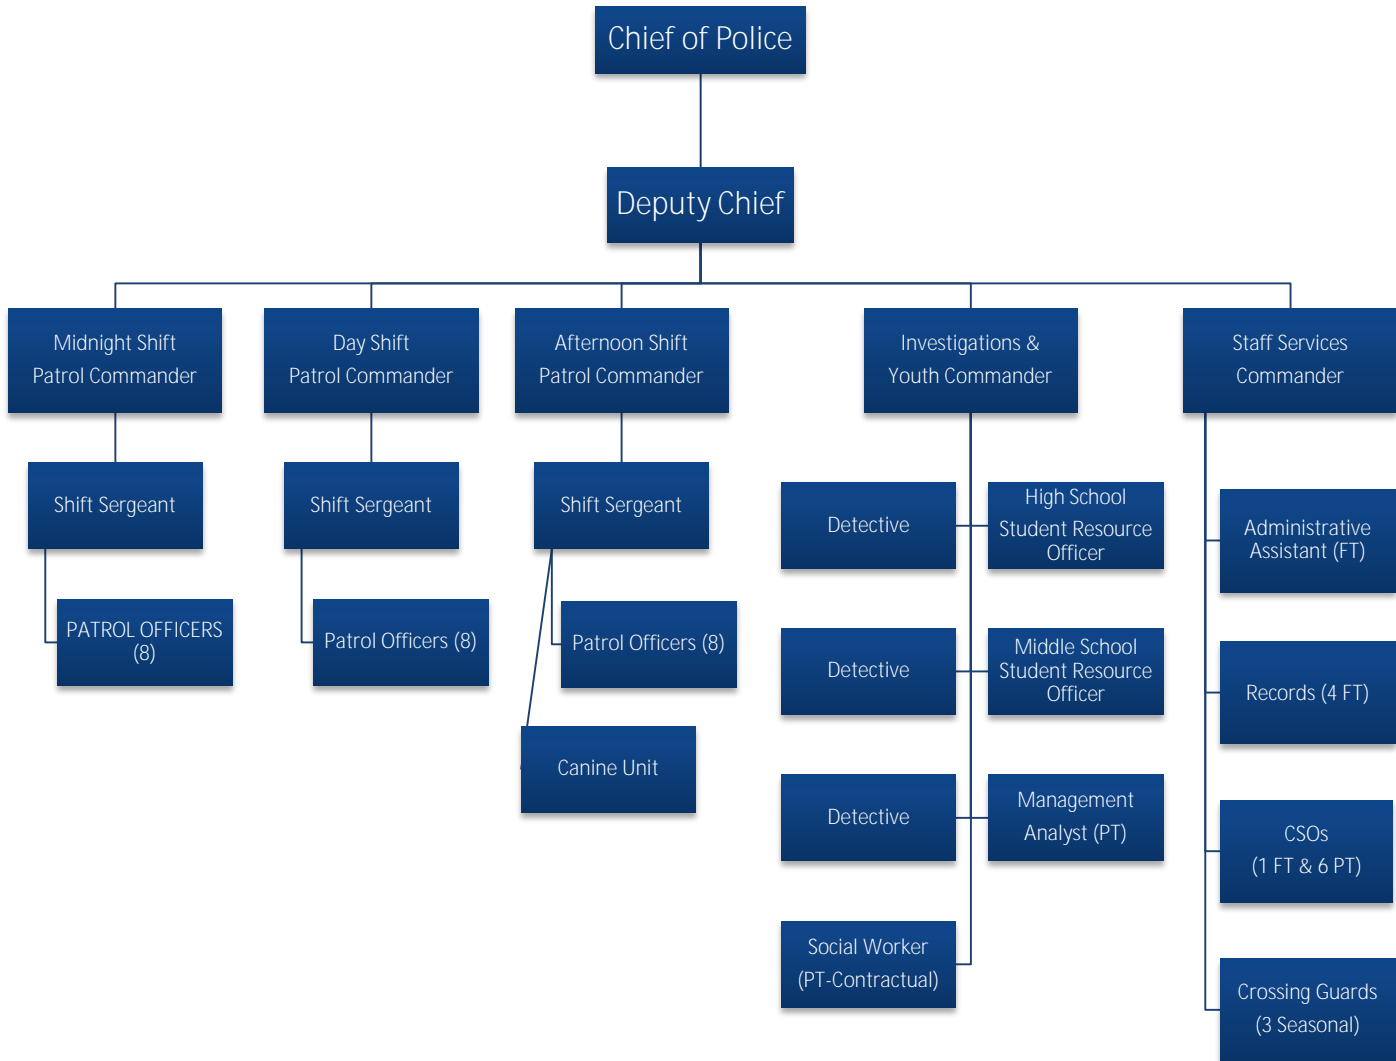 Chief of Police
Deputy Chief
Midnight Shift
Patrol Commander
Day Shift
Patrol Commander
Afternoon Shift
Patrol Commander
Investigations &
Youth Commander
Staff Services
Commander
Shift Sergeant
Shift Sergeant
Shift Sergeant
PATROL OFFICERS
(8)
Patrol Officers (8)
Patrol Officers (8)
Canine Unit
Detective
High School
Student Resource
Officer
Detective
Middle School
Student Resource
Officer
Detective
Management
Analyst (PT)
Social Worker
(PT-Contractual)
Administrative
Assistant (FT)
Records (4 FT)
CSOs
(1 FT & 6 PT)
Crossing Guards
(3 Seasonal)